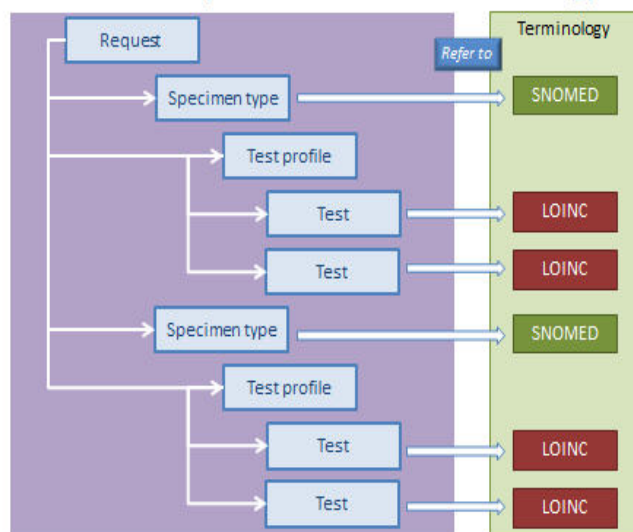 Request
Terminology
Refer to
Specimen type
SNOMED
Test profile
Test
LOINC
Test
LOINC
Specimen type
SNOMED
Test profile
Test
LOINC
Test
LOINC